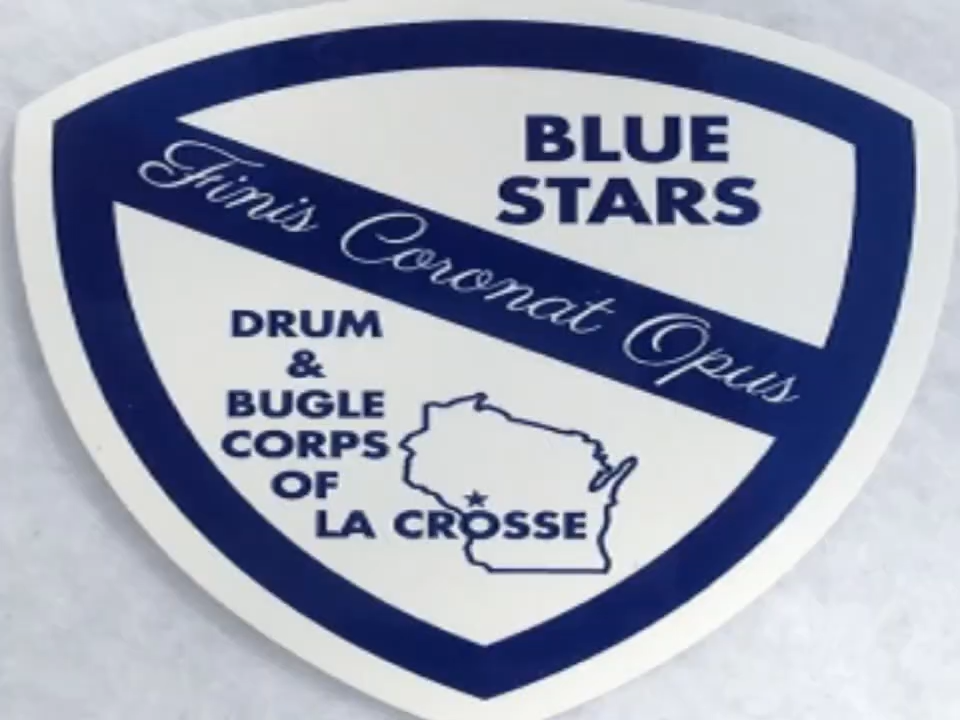 BLUE
STARS
Finis Coronat Opus
DRUM
&
BUGLE
CORPS
OF
LA CROSSE